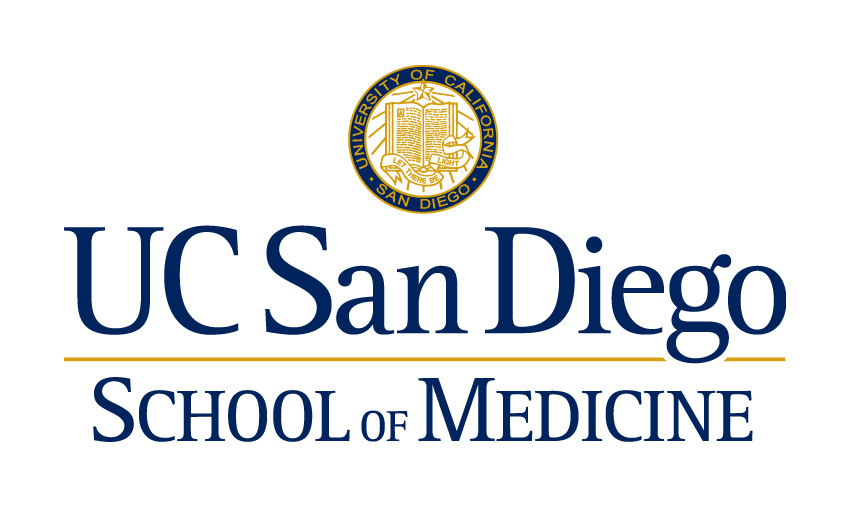 UNIVERSITY OF CALIFORNIA
LET THERE BE LIGHT
· SAN DIEGO ·
UC San Diego
SCHOOL OF MEDICINE